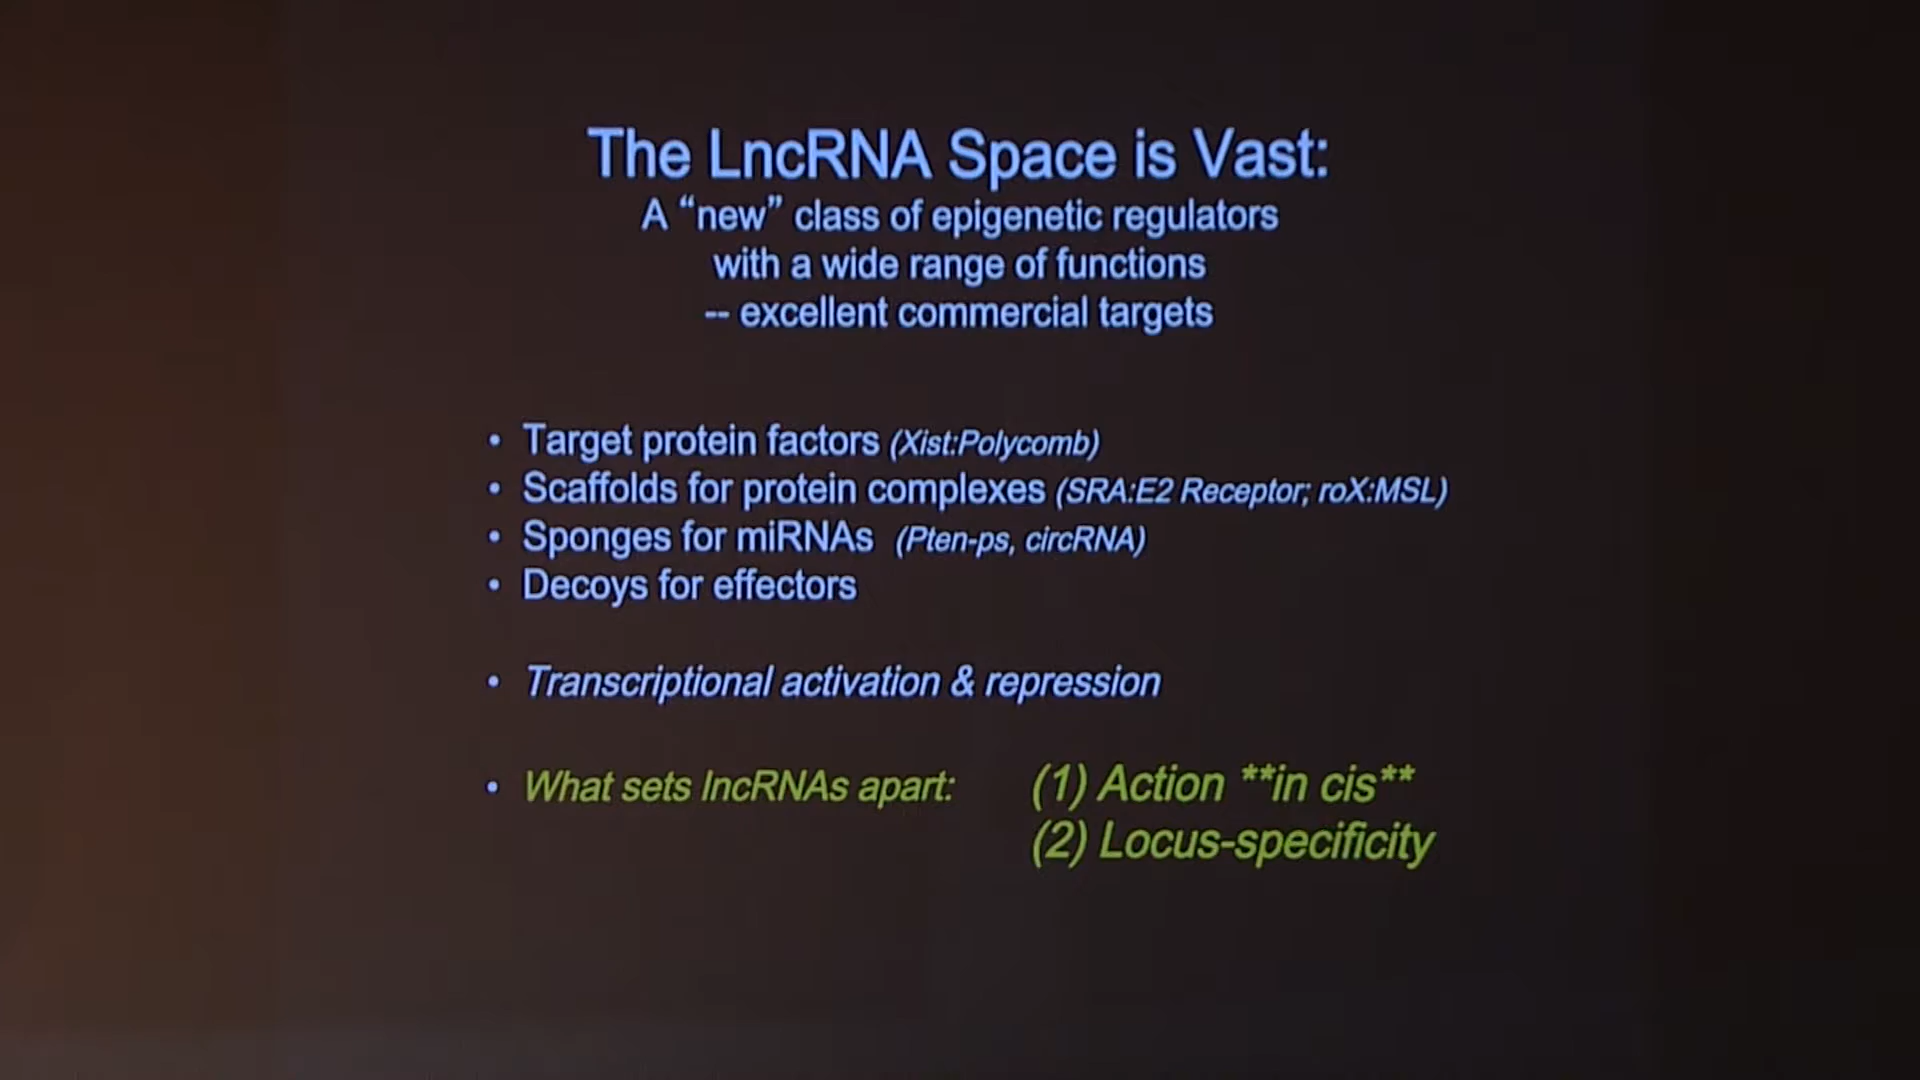 The LncRNA Space is Vast:
A “new” class of epigenetic regulators
with a wide range of functions
-- excellent commercial targets
• Target protein factors (Xist:Polycomb)
• Scaffolds for protein complexes (SRA:E2 Receptor; roX:MSL)
• Sponges for miRNAs (Pten-ps, circRNA)
• Decoys for effectors
• Transcriptional activation & repression
• What sets lncRNAs apart: (1) Action **in cis**
(2) Locus-specificity